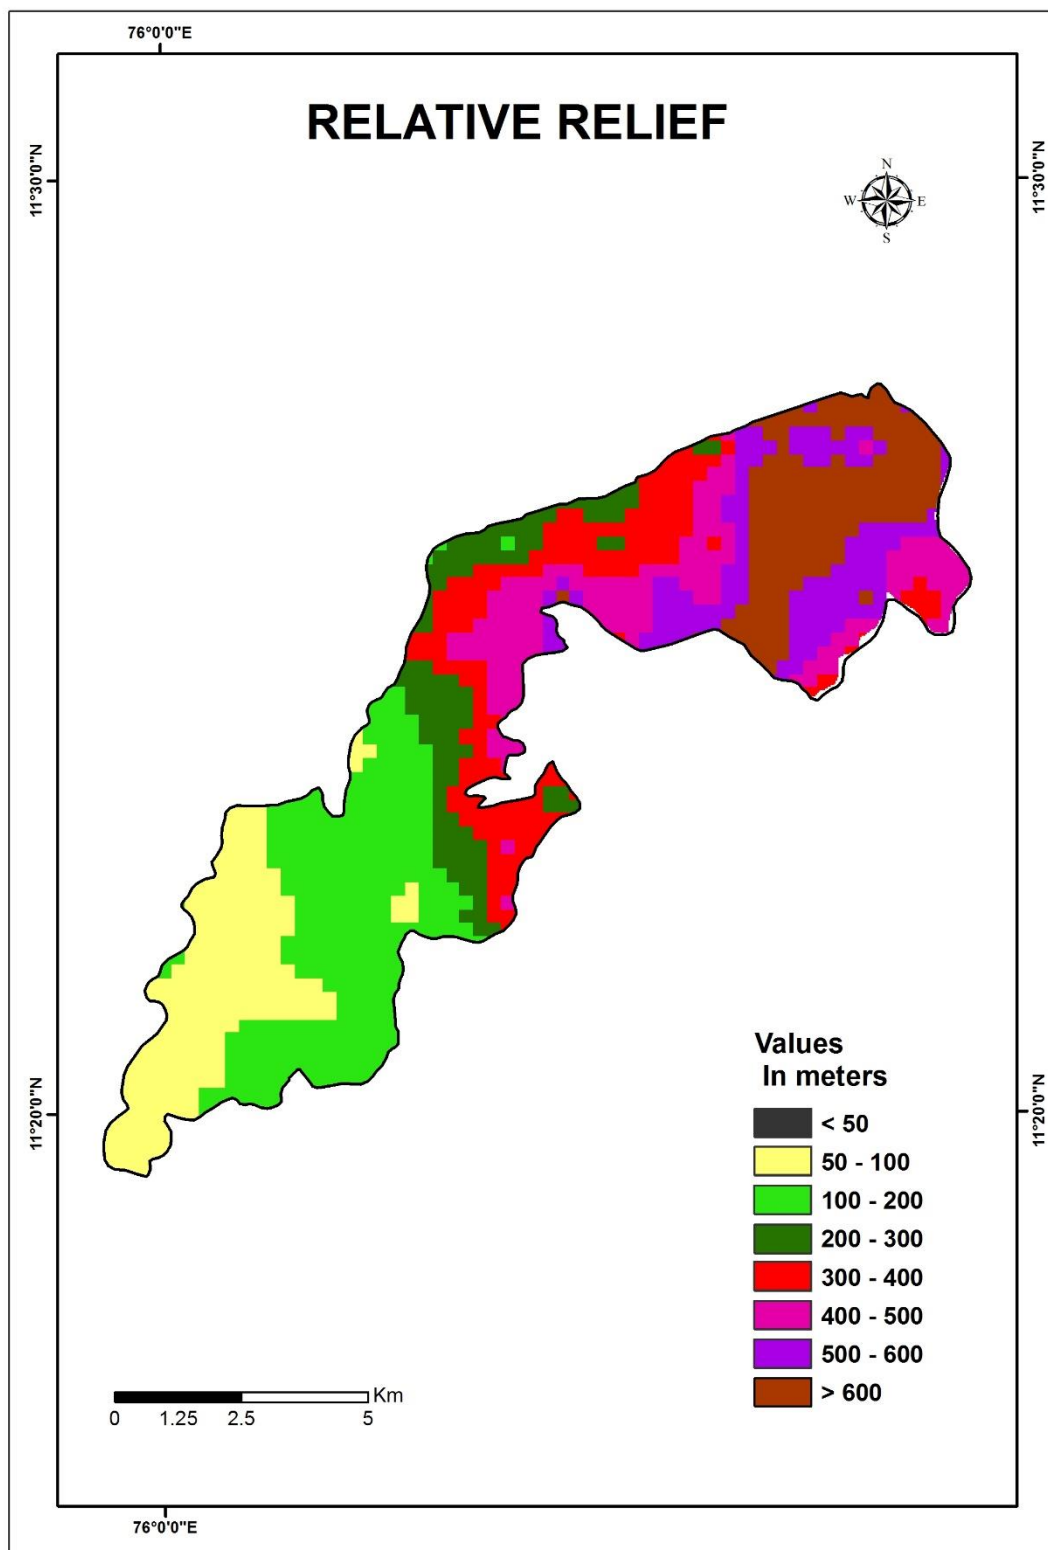 76°0'0"E
RELATIVE RELIEF
11°30'0"N
11°30'0"N
N
W E
S
Values
In meters
< 50
50 - 100
100 - 200
200 - 300
300 - 400
400 - 500
500 - 600
> 600
11°20'0"N
11°20'0"N
Km
0 1.25 2.5 5
76°0'0"E